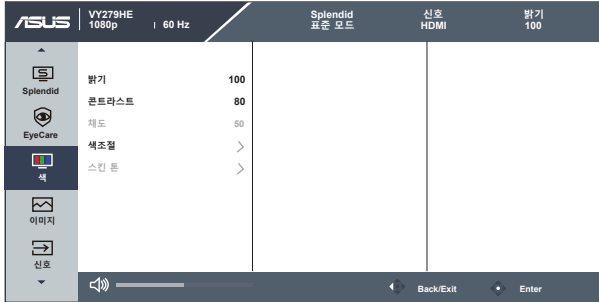 ASUS
VY279HE
1080p | 60 Hz
Splendid
표준 모드
신호
HDMI
밝기
100
Splendid
EyeCare
색
이미지
신호
밝기 100
콘트라스트 80
채도 50
색조절
스킨 톤
Back/Exit
Enter